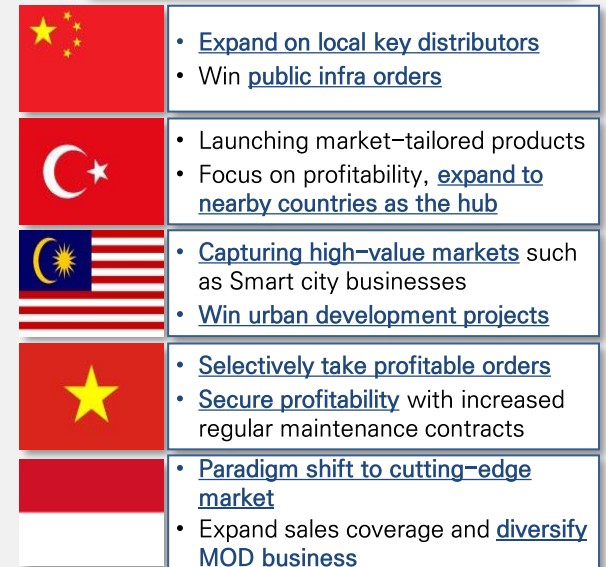 • Expand on local key distributors
• Win public infra orders
• Launching market-tailored products
• Focus on profitability, expand to
nearby countries as the hub
• Capturing high-value markets such
as Smart city businesses
• Win urban development projects
• Selectively take profitable orders
• Secure profitability with increased
regular maintenance contracts
• Paradigm shift to cutting-edge
market
• Expand sales coverage and diversify
MOD business